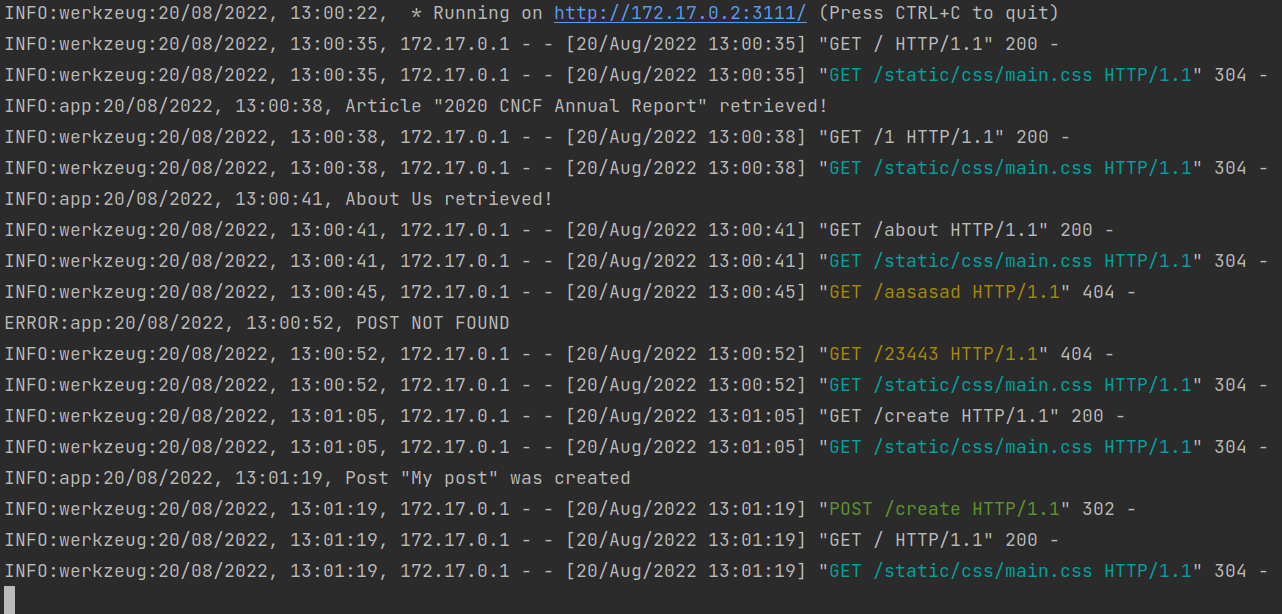 INFO:werkzeug:20/08/2022, 13:00:22,  * Running on http://172.17.0.2:3111/ (Press CTRL+C to quit)
INFO:werkzeug:20/08/2022, 13:00:35, 172.17.0.1 - - [20/Aug/2022 13:00:35] "GET / HTTP/1.1" 200 -
INFO:werkzeug:20/08/2022, 13:00:35, 172.17.0.1 - - [20/Aug/2022 13:00:35] "GET /static/css/main.css HTTP/1.1" 304 -
INFO:app:20/08/2022, 13:00:38, Article "2020 CNCF Annual Report" retrieved!
INFO:werkzeug:20/08/2022, 13:00:38, 172.17.0.1 - - [20/Aug/2022 13:00:38] "GET /1 HTTP/1.1" 200 -
INFO:werkzeug:20/08/2022, 13:00:38, 172.17.0.1 - - [20/Aug/2022 13:00:38] "GET /static/css/main.css HTTP/1.1" 304 -
INFO:app:20/08/2022, 13:00:41, About Us retrieved!
INFO:werkzeug:20/08/2022, 13:00:41, 172.17.0.1 - - [20/Aug/2022 13:00:41] "GET /about HTTP/1.1" 200 -
INFO:werkzeug:20/08/2022, 13:00:41, 172.17.0.1 - - [20/Aug/2022 13:00:41] "GET /static/css/main.css HTTP/1.1" 304 -
INFO:werkzeug:20/08/2022, 13:00:45, 172.17.0.1 - - [20/Aug/2022 13:00:45] "GET /aasasad HTTP/1.1" 404 -
ERROR:app:20/08/2022, 13:00:52, POST NOT FOUND
INFO:werkzeug:20/08/2022, 13:00:52, 172.17.0.1 - - [20/Aug/2022 13:00:52] "GET /23443 HTTP/1.1" 404 -
INFO:werkzeug:20/08/2022, 13:00:52, 172.17.0.1 - - [20/Aug/2022 13:00:52] "GET /static/css/main.css HTTP/1.1" 304 -
INFO:werkzeug:20/08/2022, 13:01:05, 172.17.0.1 - - [20/Aug/2022 13:01:05] "GET /create HTTP/1.1" 200 -
INFO:werkzeug:20/08/2022, 13:01:05, 172.17.0.1 - - [20/Aug/2022 13:01:05] "GET /static/css/main.css HTTP/1.1" 304 -
INFO:app:20/08/2022, 13:01:19, Post "My post" was created
INFO:werkzeug:20/08/2022, 13:01:19, 172.17.0.1 - - [20/Aug/2022 13:01:19] "POST /create HTTP/1.1" 302 -
INFO:werkzeug:20/08/2022, 13:01:19, 172.17.0.1 - - [20/Aug/2022 13:01:19] "GET / HTTP/1.1" 200 -
INFO:werkzeug:20/08/2022, 13:01:19, 172.17.0.1 - - [20/Aug/2022 13:01:19] "GET /static/css/main.css HTTP/1.1" 304 -